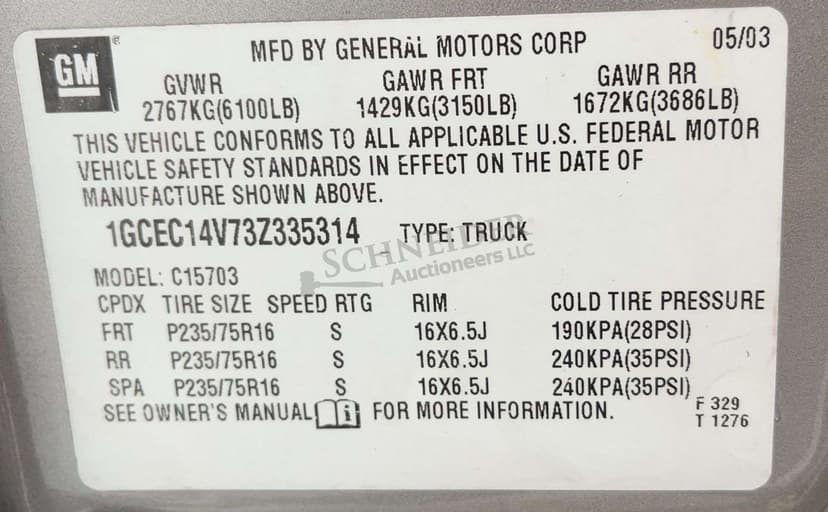 GM® MFD BY GENERAL MOTORS CORP 05/03
GVWR GAWR FRT GAWR RR
2767KG(6100LB) 1429KG(3150LB) 1672KG(3686LB)
THIS VEHICLE CONFORMS TO ALL APPLICABLE U.S. FEDERAL MOTOR
VEHICLE SAFETY STANDARDS IN EFFECT ON THE DATE OF
MANUFACTURE SHOWN ABOVE.
1GCEC14V73Z335314 TYPE: TRUCK
SCHNEIDER
Auctioneers LLC
MODEL: C15703
CPDX TIRE SIZE SPEED RTG RIM COLD TIRE PRESSURE
FRT P235/75R16 S 16X6.5J 190KPA(28PSI)
RR P235/75R16 S 16X6.5J 240KPA(35PSI)
SPA P235/75R16 S 16X6.5J 240KPA(35PSI)
SEE OWNER'S MANUAL i FOR MORE INFORMATION.
F 329
T 1276